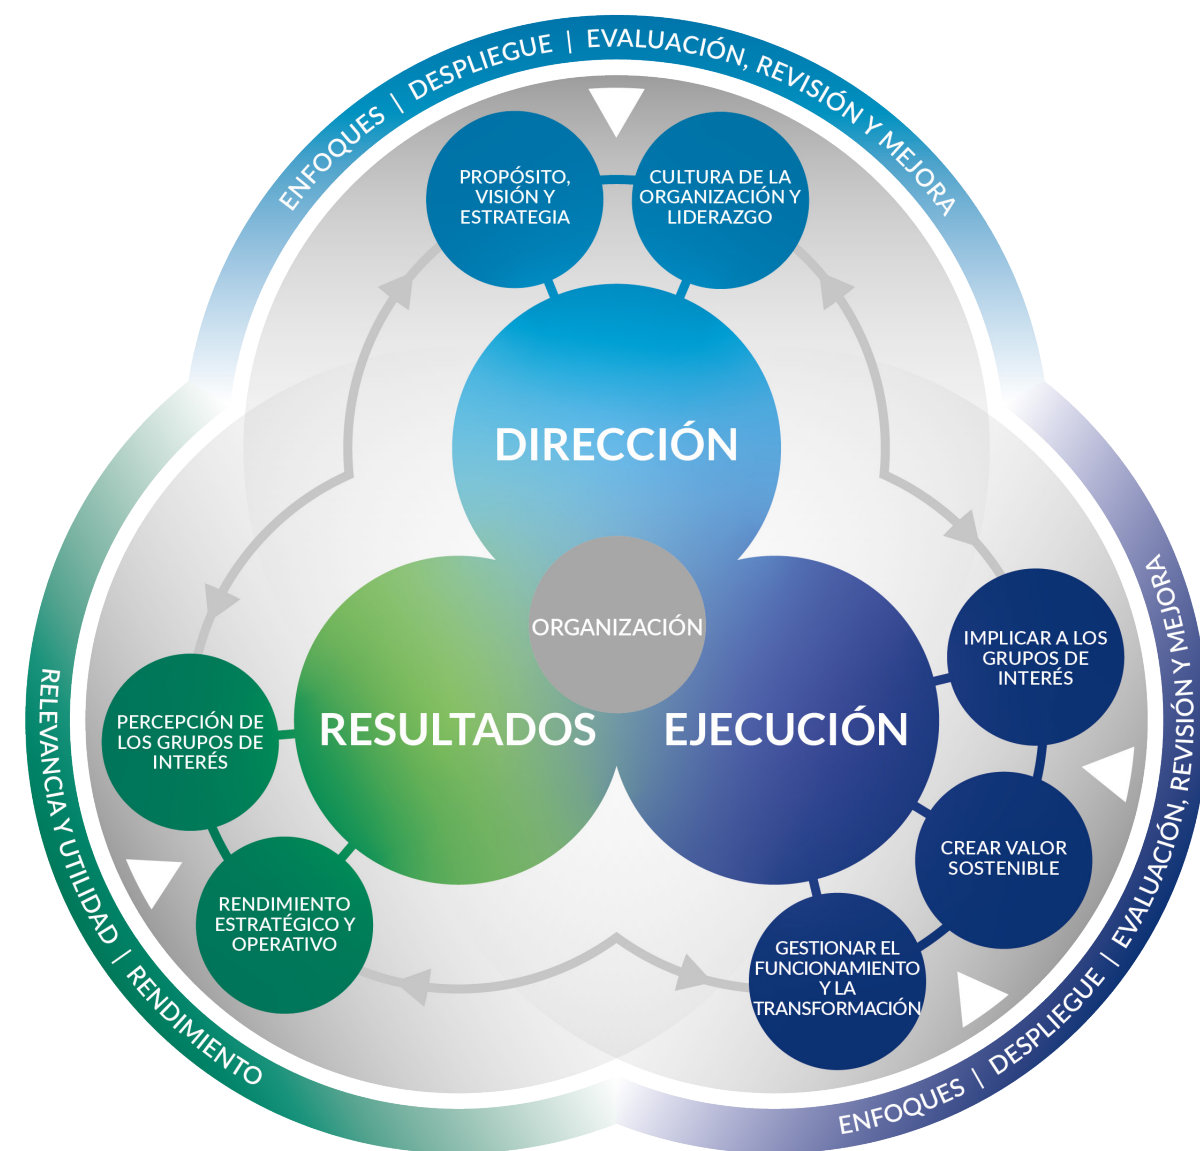 ENFOQUES | DESPLIEGUE | EVALUACIÓN, REVISIÓN Y MEJORA
PROPÓSITO,
VISIÓN Y
ESTRATEGIA
CULTURA DE LA
ORGANIZACIÓN Y
LIDERAZGO
DIRECCIÓN
ORGANIZACIÓN
RESULTADOS
EJECUCIÓN
IMPLICAR A LOS
GRUPOS DE
INTERÉS
CREAR VALOR
SOSTENIBLE
GESTIONAR EL
FUNCIONAMIENTO
Y LA
TRANSFORMACIÓN
ENFOQUES | DESPLIEGUE | EVALUACIÓN, REVISIÓN Y MEJORA
PERCEPCIÓN DE
LOS GRUPOS DE
INTERÉS
RENDIMIENTO
ESTRATÉGICO Y
OPERATIVO
RELEVANCIA Y UTILIDAD | RENDIMIENTO